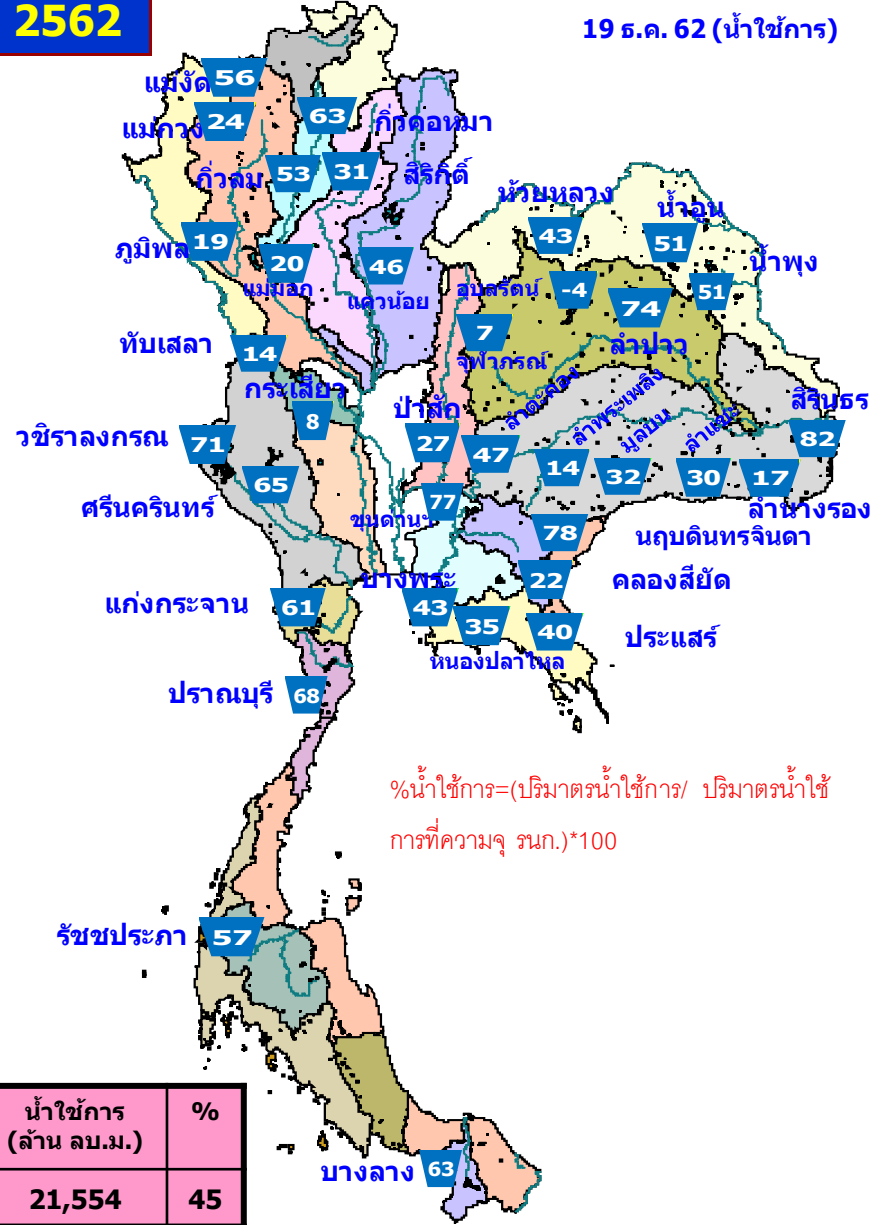 2562
19 ธ.ค. 62 (น้ำใช้การ)
แม่งัด 56
แม่กวง 24
63 กิ่วคอหมา
กิ่วลม 53
31 สิริกิติ์
ห้วยหลวง 43
น้ำอูน 51
ภูมิพล 19
20 แม่มอก
46 แควน้อย
น้ำพุง 51
อุบลรัตน์ -4
74 ลำปาว
7 จุฬาภรณ์
ทับเสลา 14
กระเสียว 8
ป่าสัก 27
ลำตะคอง 47
ลำพระเพลิง 14
มูลบน 32
ลำแชะ 30
สิรินธร 82
17 ลำนางรอง
วชิราลงกรณ 71
65
ศรีนครินทร์
77 ขุนด่านฯ
78 นฤบดินทรจินดา
บางพระ 43
22 คลองสียัด
แก่งกระจาน 61
35 หนองปลาไหล
40 ประแสร์
ปราณบุรี 68
%น้ำใช้การ=(ปริมาตรน้ำใช้การ/ ปริมาตรน้ำใช้
การที่ความจุ รนก.)*100
รัชชประภา 57
น้ำใช้การ %
(ล้าน ลบ.ม.)
21,554 45
บางลาง 63